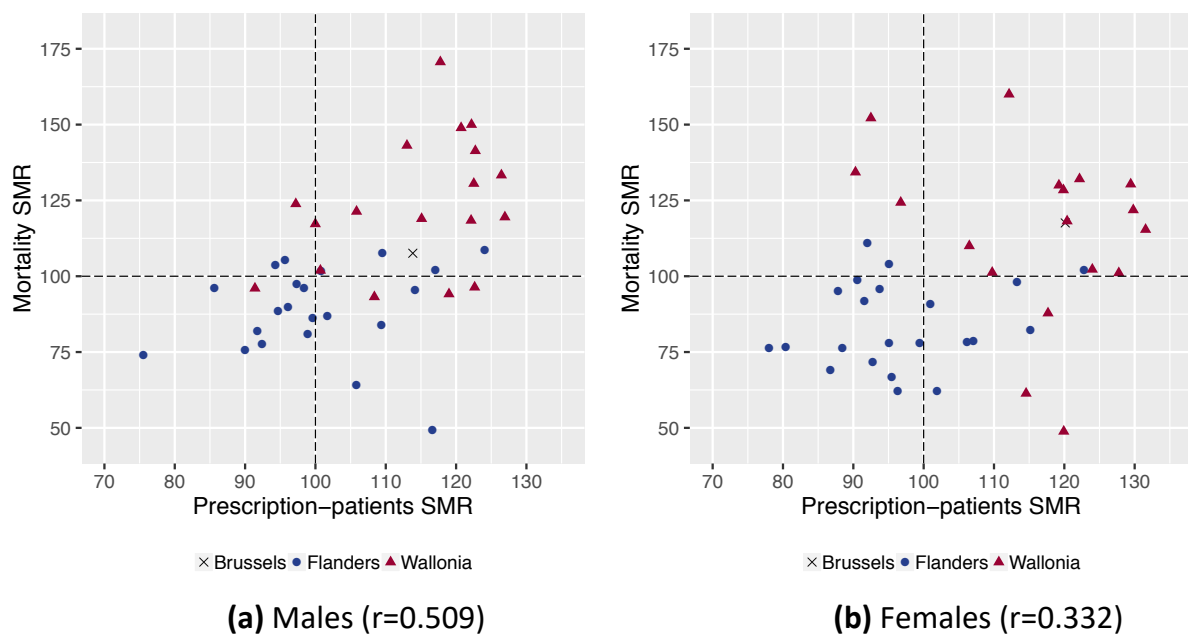 175
150
125
100
75
50
Mortality SMR
70 80 90 100 110 120 130
Prescription−patients SMR
Brussels Flanders Wallonia
(a) Males (r=0.509)
175
150
125
100
75
50
Mortality SMR
70 80 90 100 110 120 130
Prescription−patients SMR
Brussels Flanders Wallonia
(b) Females (r=0.332)